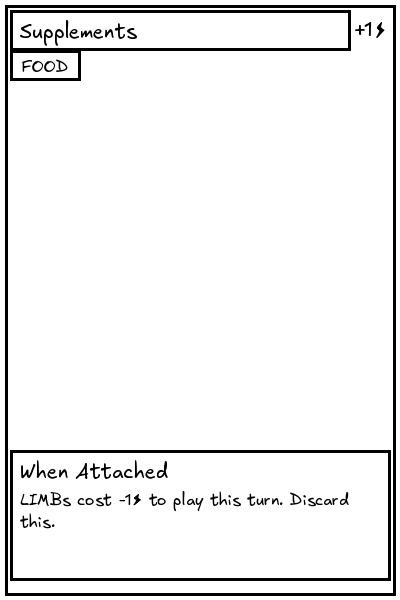 Supplements
+1⚡
FOOD
When Attached
LIMBs cost -1⚡ to play this turn. Discard
this.